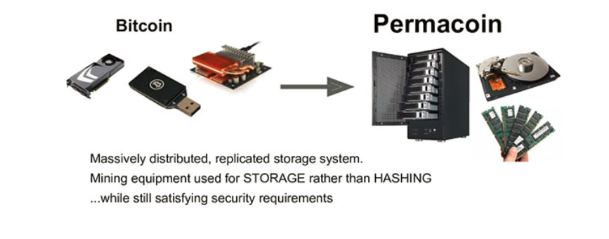 Bitcoin
Permacoin
Massively distributed, replicated storage system.
Mining equipment used for STORAGE rather than HASHING
...while still satisfying security requirements